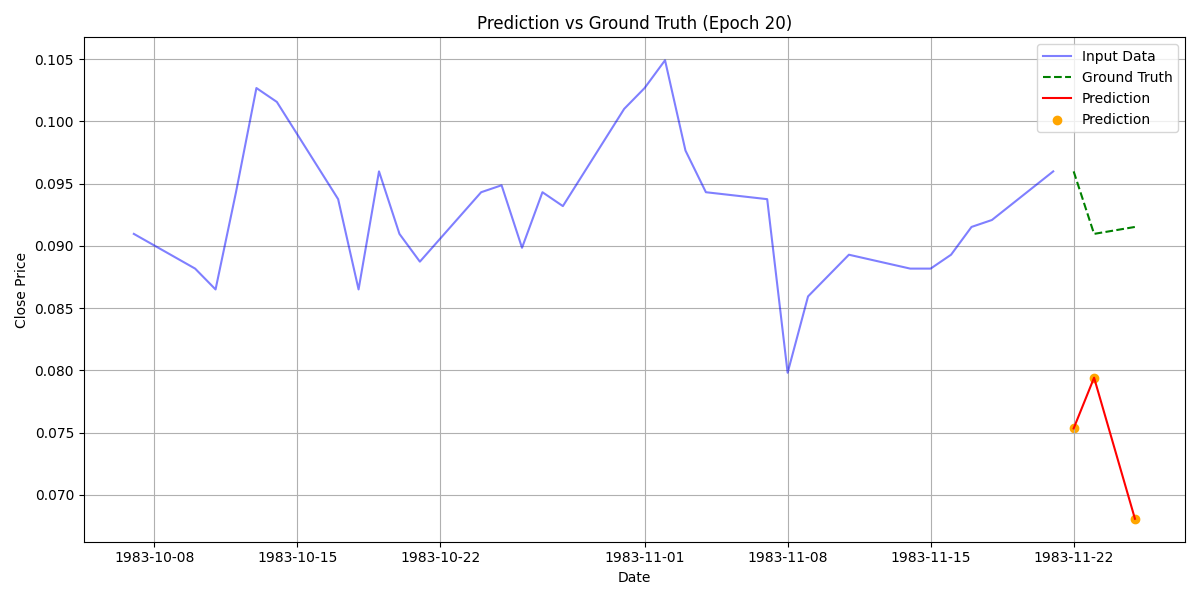 Prediction vs Ground Truth (Epoch 20)
Input Data
Ground Truth
Prediction
Prediction
Close Price
0.105
0.100
0.095
0.090
0.085
0.080
0.075
0.070
1983-10-08
1983-10-15
1983-10-22
1983-11-01
1983-11-08
1983-11-15
1983-11-22
Date